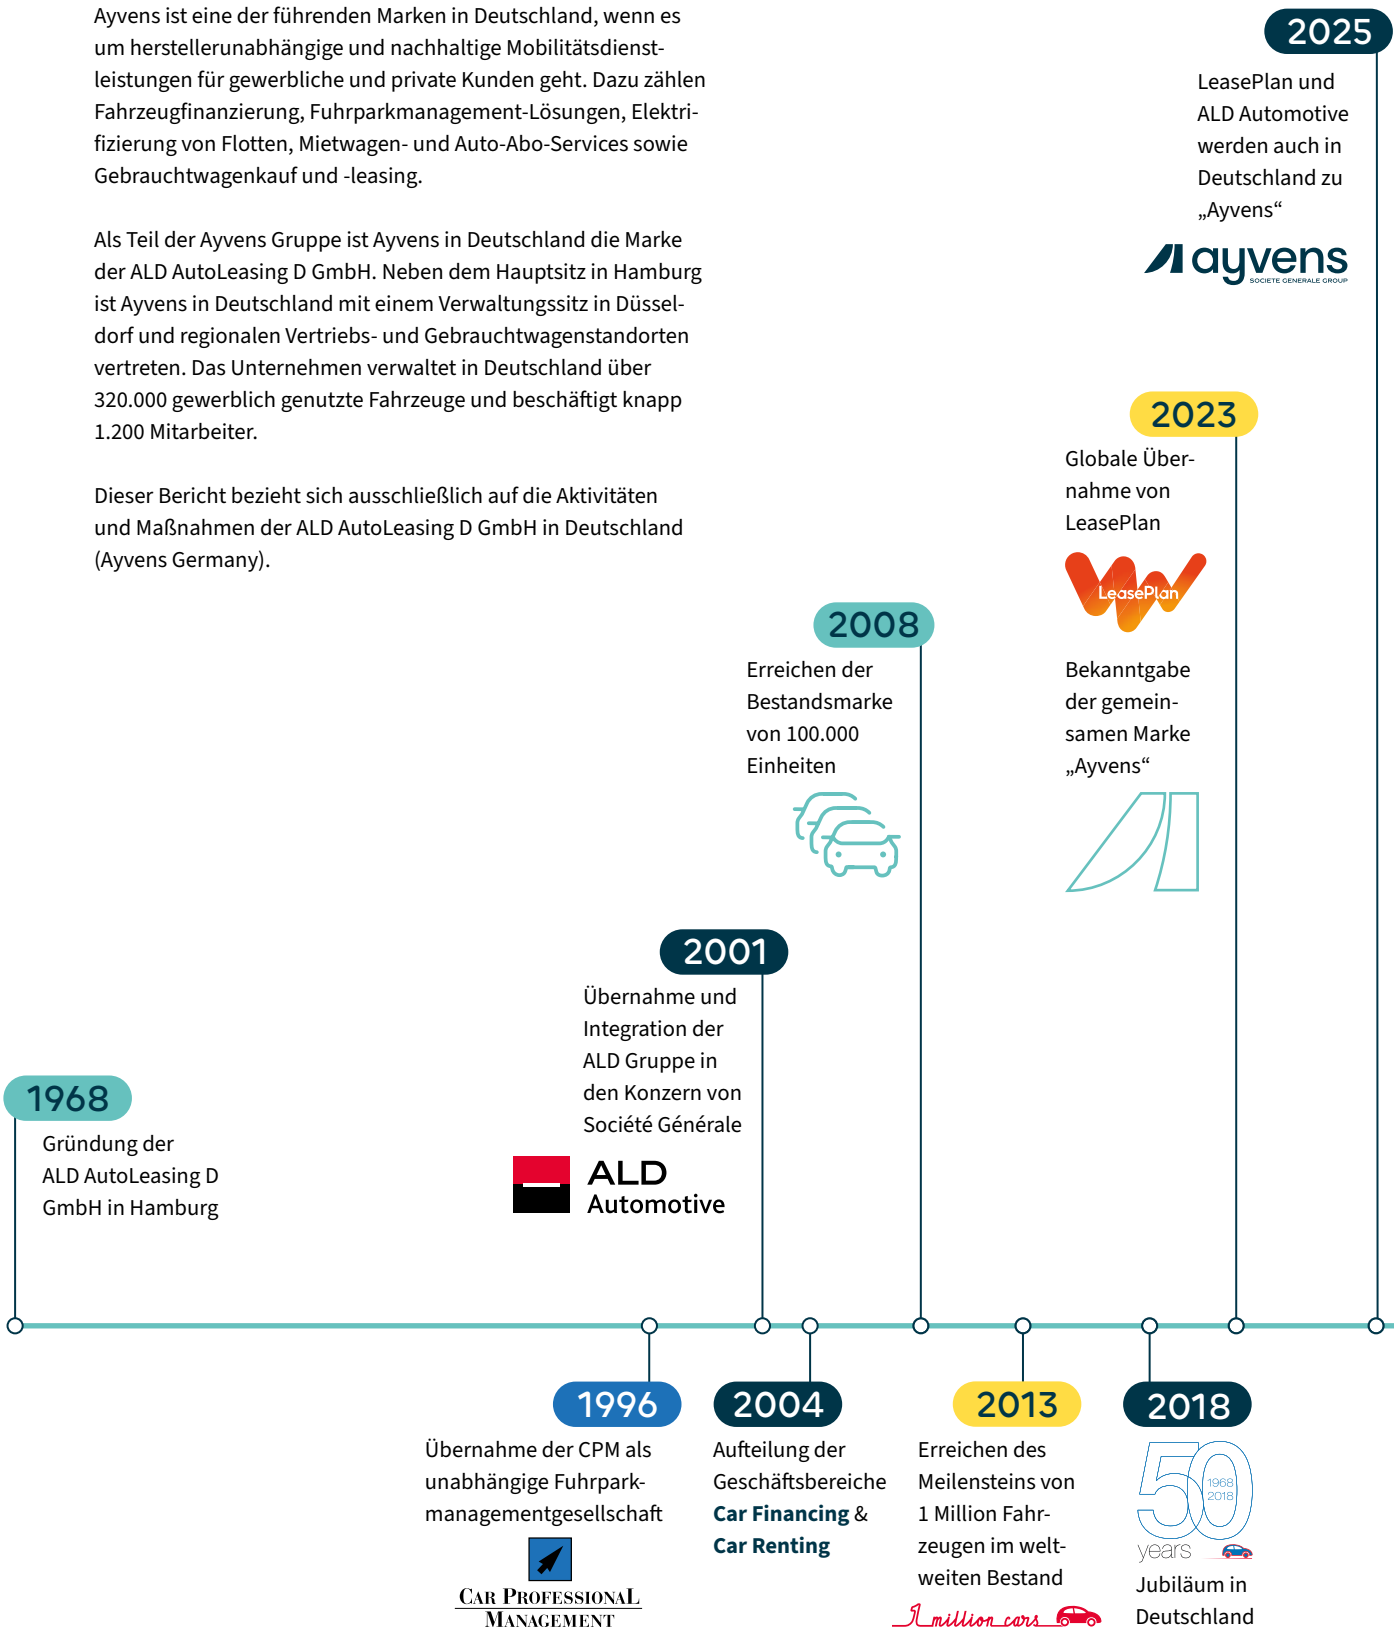 Ayvens ist eine der führenden Marken in Deutschland, wenn es
um herstellerunabhängige und nachhaltige Mobilitätsdienst-
leistungen für gewerbliche und private Kunden geht. Dazu zählen
Fahrzeugfinanzierung, Fuhrparkmanagement-Lösungen, Elektri-
fizierung von Flotten, Mietwagen- und Auto-Abo-Services sowie
Gebrauchtwagenkauf und -leasing.
Als Teil der Ayvens Gruppe ist Ayvens in Deutschland die Marke
der ALD AutoLeasing D GmbH. Neben dem Hauptsitz in Hamburg
ist Ayvens in Deutschland mit einem Verwaltungssitz in Düssel-
dorf und regionalen Vertriebs- und Gebrauchtwagenstandorten
vertreten. Das Unternehmen verwaltet in Deutschland über
320.000 gewerblich genutzte Fahrzeuge und beschäftigt knapp
1.200 Mitarbeiter.
Dieser Bericht bezieht sich ausschließlich auf die Aktivitäten
und Maßnahmen der ALD AutoLeasing D GmbH in Deutschland
(Ayvens Germany).
2025
LeasePlan und
ALD Automotive
werden auch in
Deutschland zu
„Ayvens“
ayvens
SOCIETE GENERALE GROUP
2023
Globale Über-
nahme von
LeasePlan
LeasePlan
Bekanntgabe
der gemein-
samen Marke
„Ayvens“
2008
Erreichen der
Bestandsmarke
von 100.000
Einheiten
2001
Übernahme und
Integration der
ALD Gruppe in
den Konzern von
Société Générale
ALD
Automotive
1968
Gründung der
ALD AutoLeasing D
GmbH in Hamburg
1996
Übernahme der CPM als
unabhängige Fuhrpark-
managementgesellschaft
CAR PROFESSIONAL
MANAGEMENT
2004
Aufteilung der
Geschäftsbereiche
Car Financing &
Car Renting
2013
Erreichen des
Meilensteins von
1 Million Fahr-
zeugen im welt-
weiten Bestand
1 million cars
2018
50
1968
2018
years
Jubiläum in
Deutschland